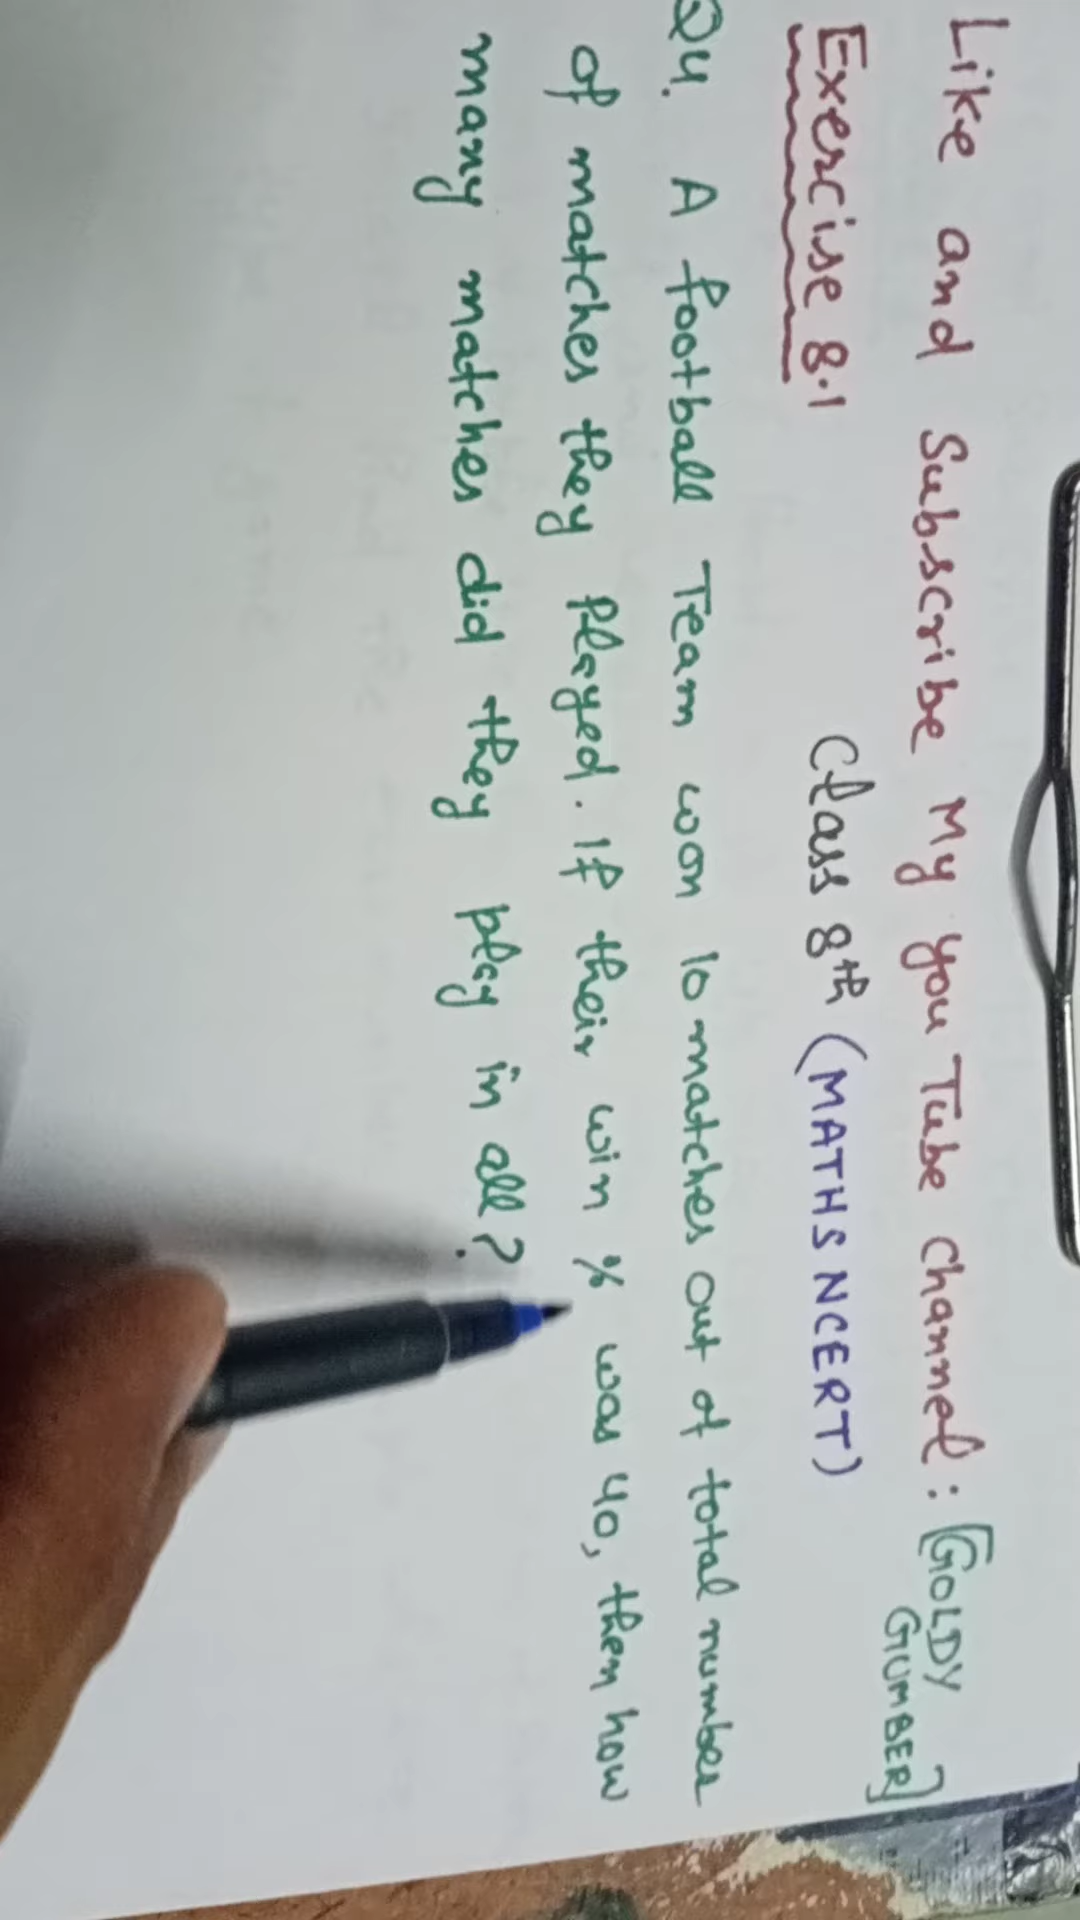 Like and Subscribe My you Tube Channel : [GOLDY
GUMBER]
Exercise 8.1 Class 8th (MATHS NCERT)
Q4. A football Team won 10 matches out of total number
of matches they played. If their win % was 40, then how
many matches did they play in all?